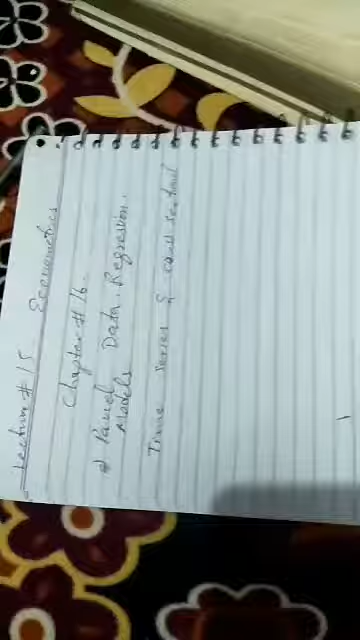 Lecture # 15 Econometrics
Chapter # 16
Panel Data Regression
Models
Time series & cross sectional